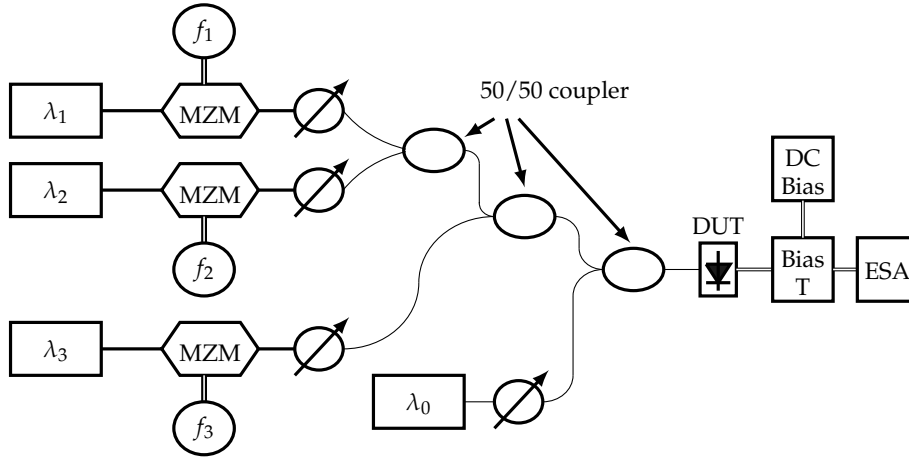 f₁
λ₁
MZM
50/50 coupler
λ₂
MZM
DC
Bias
f₂
DUT
Bias
T
ESA
λ₃
MZM
λ₀
f₃